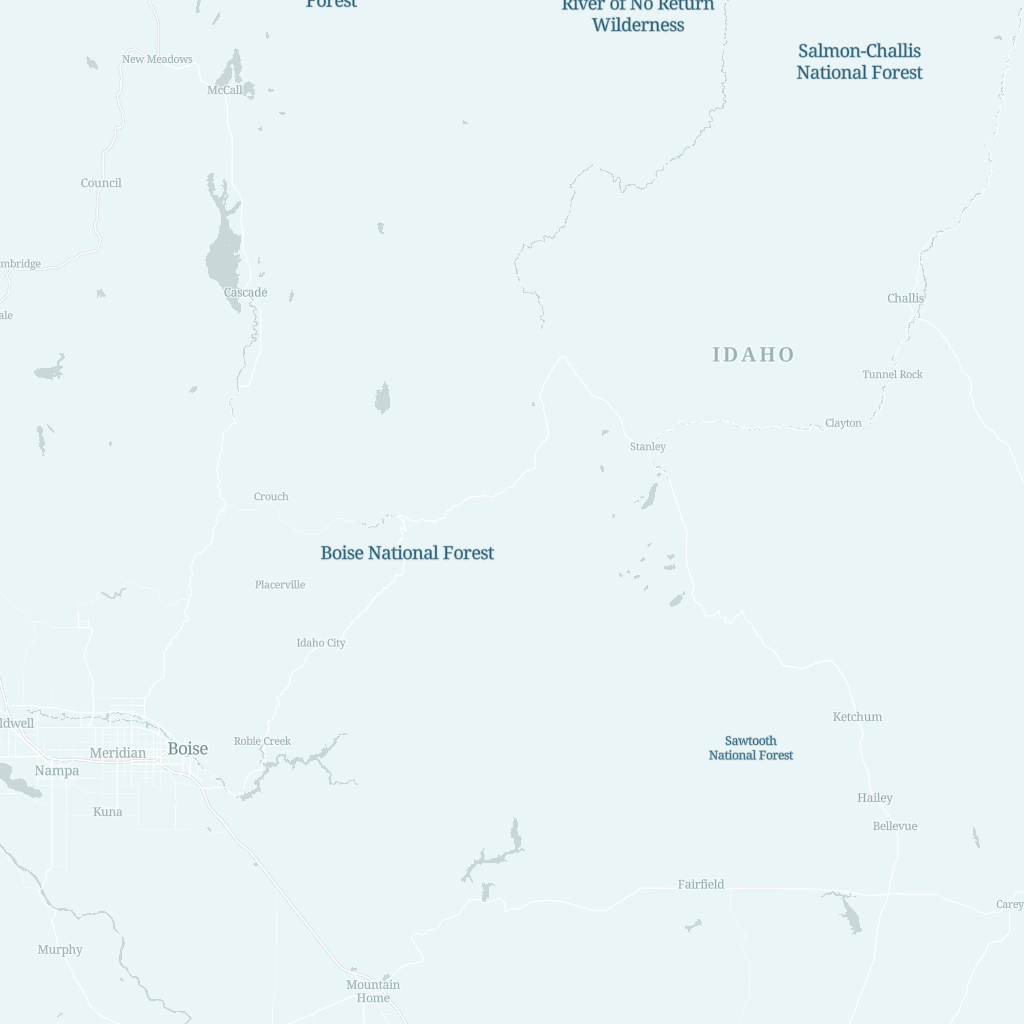 Forest
River of No Return
Wilderness
Salmon-Challis
National Forest
New Meadows
McCall
Council
mbridge
Cascade
Challis
ale
IDAHO
Tunnel Rock
Clayton
Stanley
Crouch
Boise National Forest
Placerville
Idaho City
Ketchum
ldwell
Robie Creek
Boise
Meridian
Sawtooth
National Forest
Nampa
Hailey
Kuna
Bellevue
Fairfield
Carey
Murphy
Mountain
Home